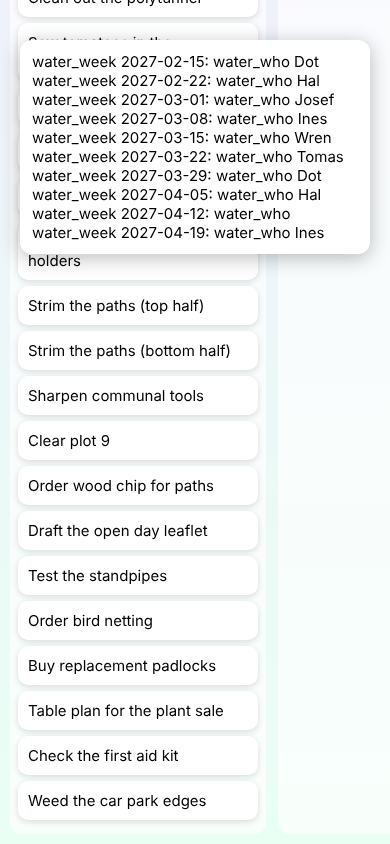 Clean out the polytunnel
water_week 2027-02-15: water_who Dot
water_week 2027-02-22: water_who Hal
water_week 2027-03-01: water_who Josef
water_week 2027-03-08: water_who Ines
water_week 2027-03-15: water_who Wren
water_week 2027-03-22: water_who Tomas
water_week 2027-03-29: water_who Dot
water_week 2027-04-05: water_who Hal
water_week 2027-04-12: water_who
water_week 2027-04-19: water_who Ines
holders
Strim the paths (top half)
Strim the paths (bottom half)
Sharpen communal tools
Clear plot 9
Order wood chip for paths
Draft the open day leaflet
Test the standpipes
Order bird netting
Buy replacement padlocks
Table plan for the plant sale
Check the first aid kit
Weed the car park edges